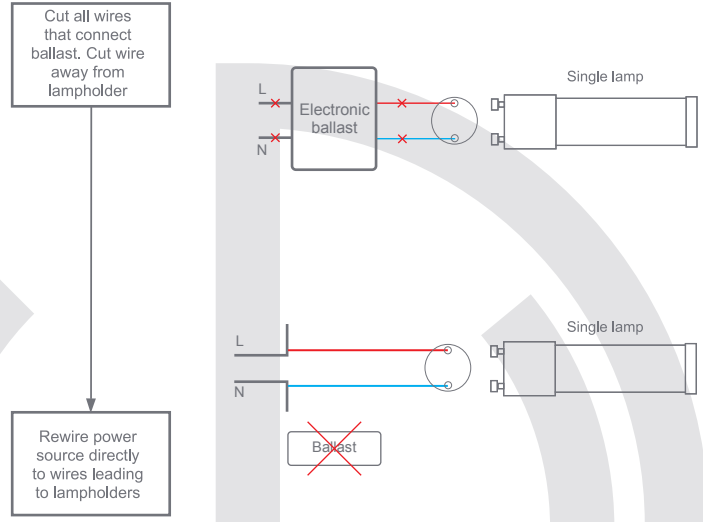 Cut all wires
that connect
ballast. Cut wire
away from
lampholder
L
N
Electronic
ballast
Single lamp
L
N
Single lamp
Ballast
Rewire power
source directly
to wires leading
to lampholders